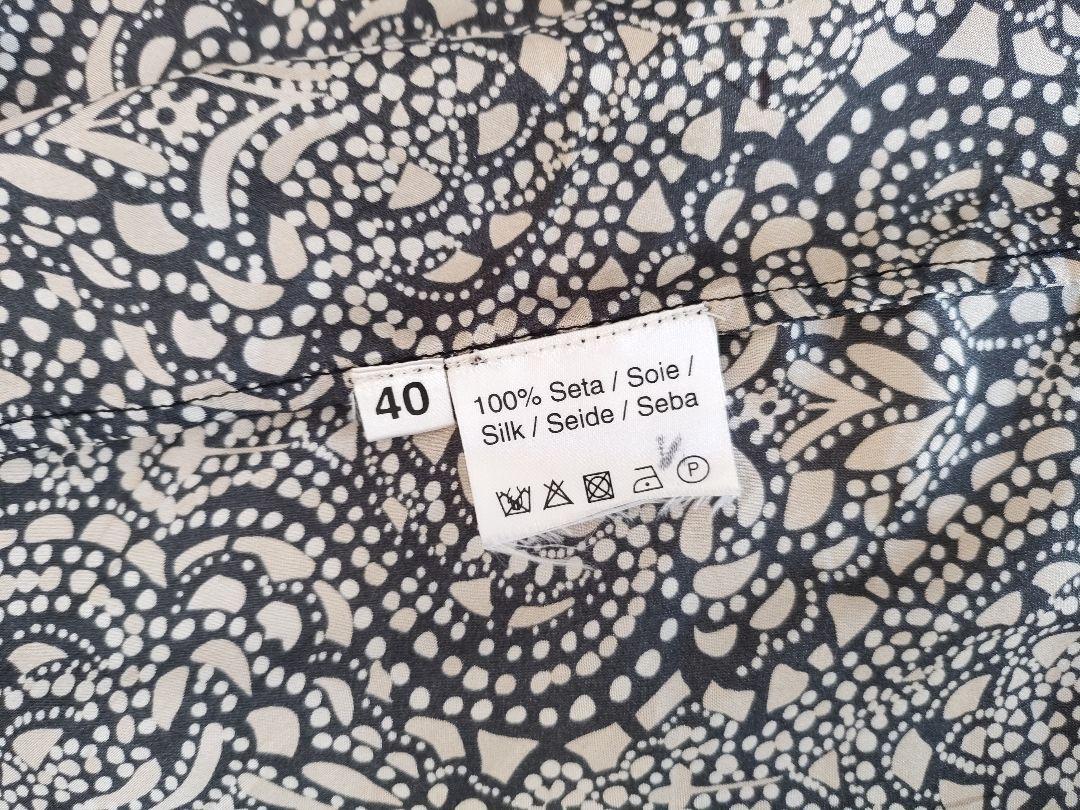 40
100% Seta / Soie /
Silk / Seide / Seba
P